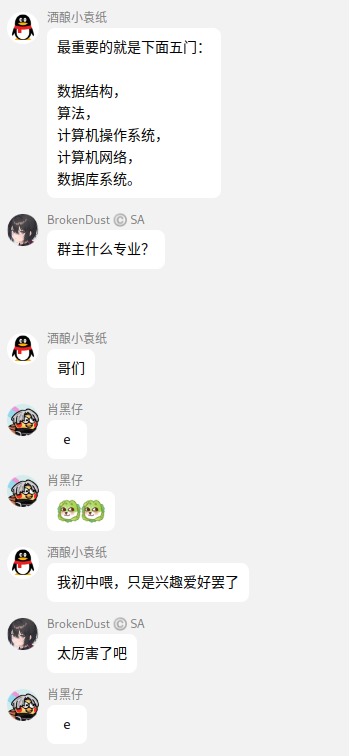 酒酿小袁纸
最重要的就是下面五门：
数据结构，
算法，
计算机操作系统，
计算机网络，
数据库系统。
BrokenDust Ⓒ SA
群主什么专业？
酒酿小袁纸
哥们
肖黑仔
e
肖黑仔
酒酿小袁纸
我初中喂，只是兴趣爱好罢了
BrokenDust Ⓒ SA
太厉害了吧
肖黑仔
e